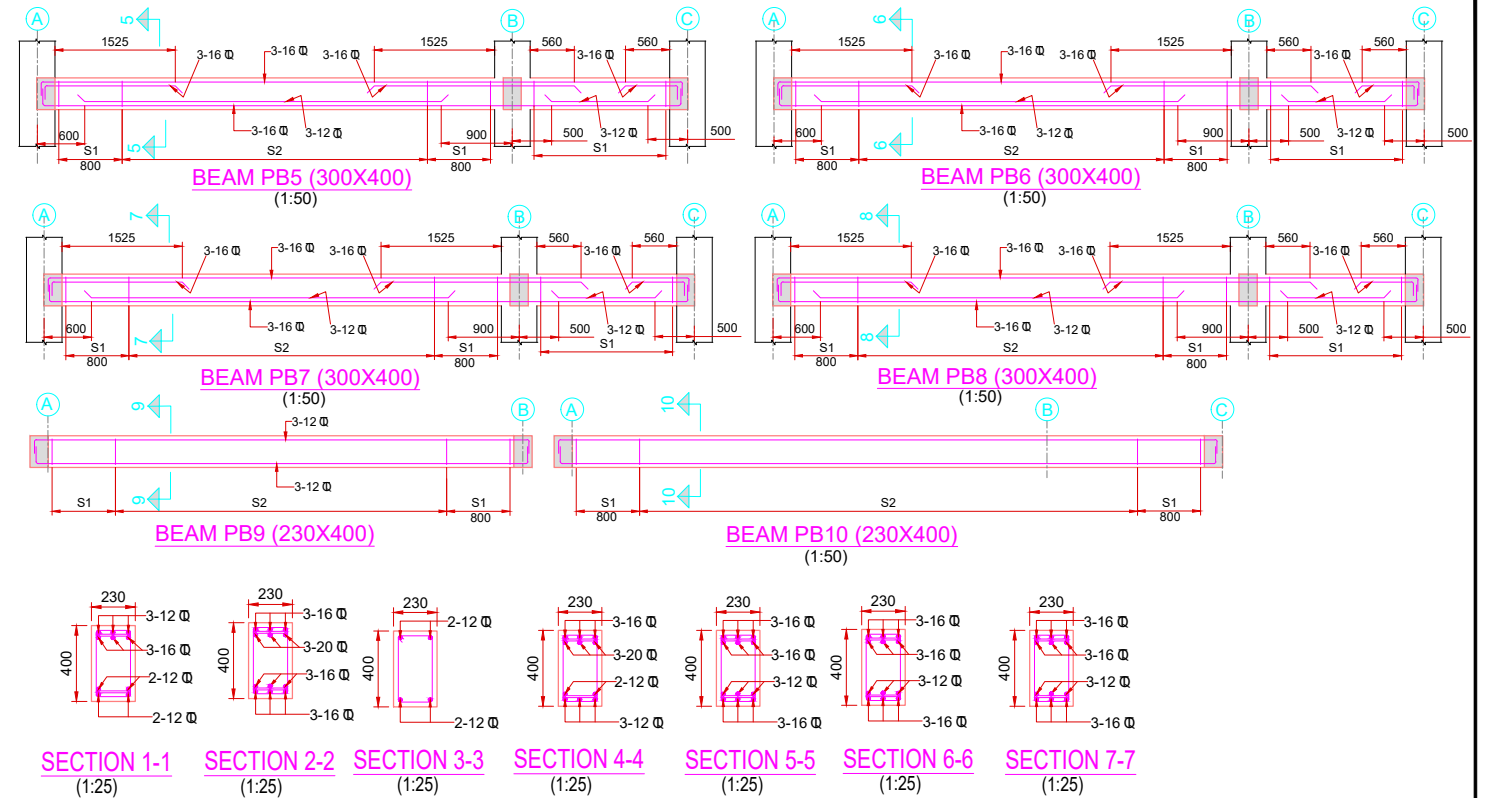 A B C
5
1525 1525 560 560
3-16 Ꚛ 3-16 Ꚛ 3-16 Ꚛ 3-16 Ꚛ
600 3-16 Ꚛ 3-12 Ꚛ 900 500 3-12 Ꚛ 500
5
S1 S2 S1 S1
800 800
BEAM PB5 (300X400)
(1:50)
A B C
6
1525 1525 560 560
3-16 Ꚛ 3-16 Ꚛ 3-16 Ꚛ 3-16 Ꚛ
600 3-16 Ꚛ 3-12 Ꚛ 900 500 3-12 Ꚛ 500
6
S1 S2 S1 S1
800 800
BEAM PB6 (300X400)
(1:50)
A B C
7
1525 1525 560 560
3-16 Ꚛ 3-16 Ꚛ 3-16 Ꚛ 3-16 Ꚛ
600 3-16 Ꚛ 3-12 Ꚛ 900 500 3-12 Ꚛ 500
7
S1 S2 S1 S1
800 800
BEAM PB7 (300X400)
(1:50)
A B C
8
1525 1525 560 560
3-16 Ꚛ 3-16 Ꚛ 3-16 Ꚛ 3-16 Ꚛ
600 3-16 Ꚛ 3-12 Ꚛ 900 500 3-12 Ꚛ 500
8
S1 S2 S1 S1
800 800
BEAM PB8 (300X400)
(1:50)
A B
9
3-12 Ꚛ
3-12 Ꚛ
9
S1 S2 S1
800
BEAM PB9 (230X400)
A B C
10
10
S1 S2 S1
800 800
BEAM PB10 (230X400)
(1:50)
230
400
3-12 Ꚛ
3-16 Ꚛ
2-12 Ꚛ
2-12 Ꚛ
SECTION 1-1
(1:25)
230
400
3-16 Ꚛ
3-20 Ꚛ
3-16 Ꚛ
3-16 Ꚛ
SECTION 2-2
(1:25)
230
400
2-12 Ꚛ
2-12 Ꚛ
SECTION 3-3
(1:25)
230
400
3-16 Ꚛ
3-20 Ꚛ
2-12 Ꚛ
3-12 Ꚛ
SECTION 4-4
(1:25)
230
400
3-16 Ꚛ
3-16 Ꚛ
3-12 Ꚛ
3-16 Ꚛ
SECTION 5-5
(1:25)
230
400
3-16 Ꚛ
3-16 Ꚛ
3-12 Ꚛ
3-16 Ꚛ
SECTION 6-6
(1:25)
230
400
3-16 Ꚛ
3-16 Ꚛ
3-12 Ꚛ
3-16 Ꚛ
SECTION 7-7
(1:25)